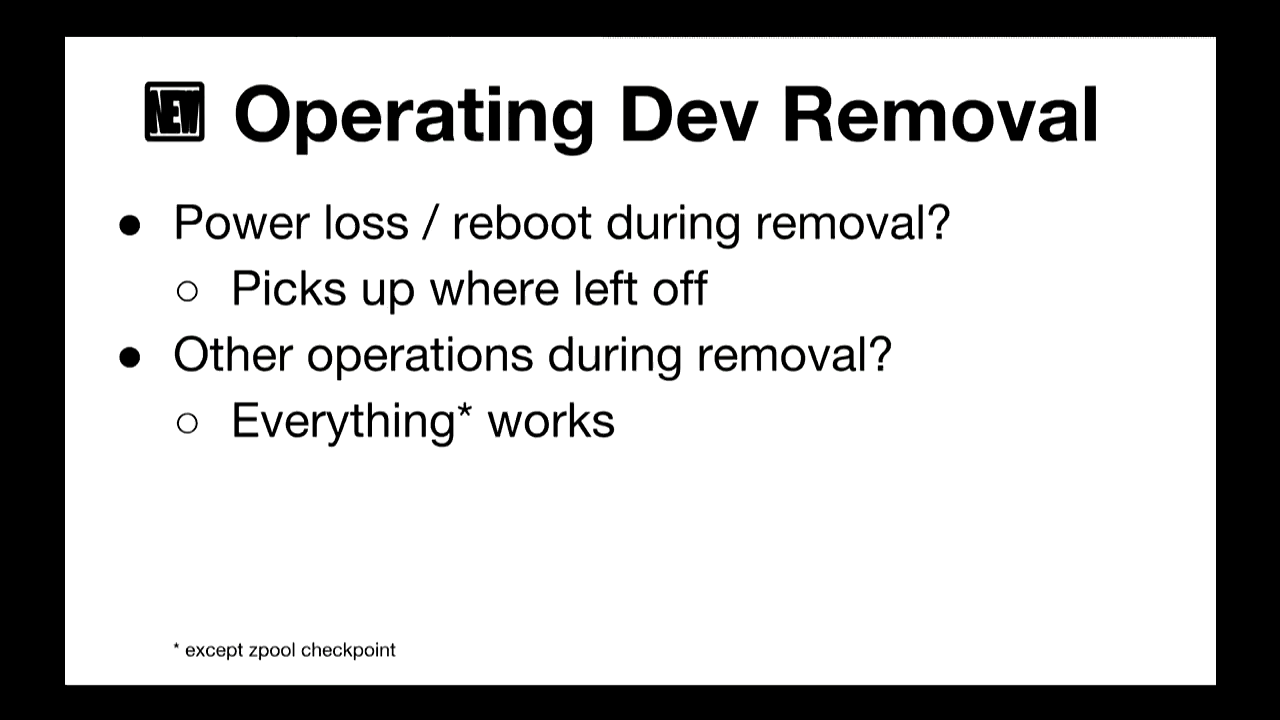 NEW Operating Dev Removal
● Power loss / reboot during removal?
○ Picks up where left off
● Other operations during removal?
○ Everything* works
* except zpool checkpoint